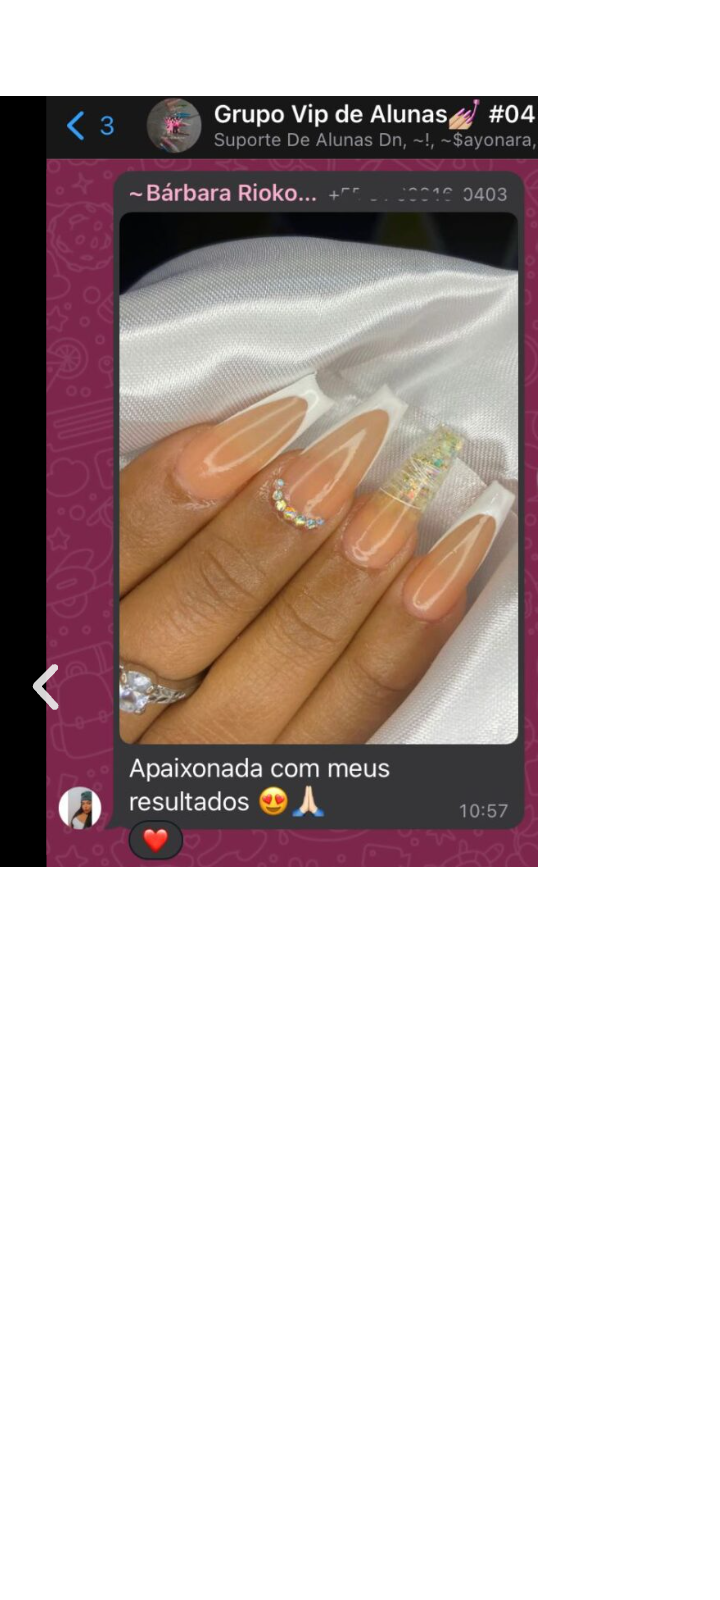 3
Grupo Vip de Alunas💅🏼 #04
Suporte De Alunas Dn, ~!, ~$ayonara,
~Bárbara Rioko... 0403
Apaixonada com meus
resultados 😍🙏🏻
10:57
❤️